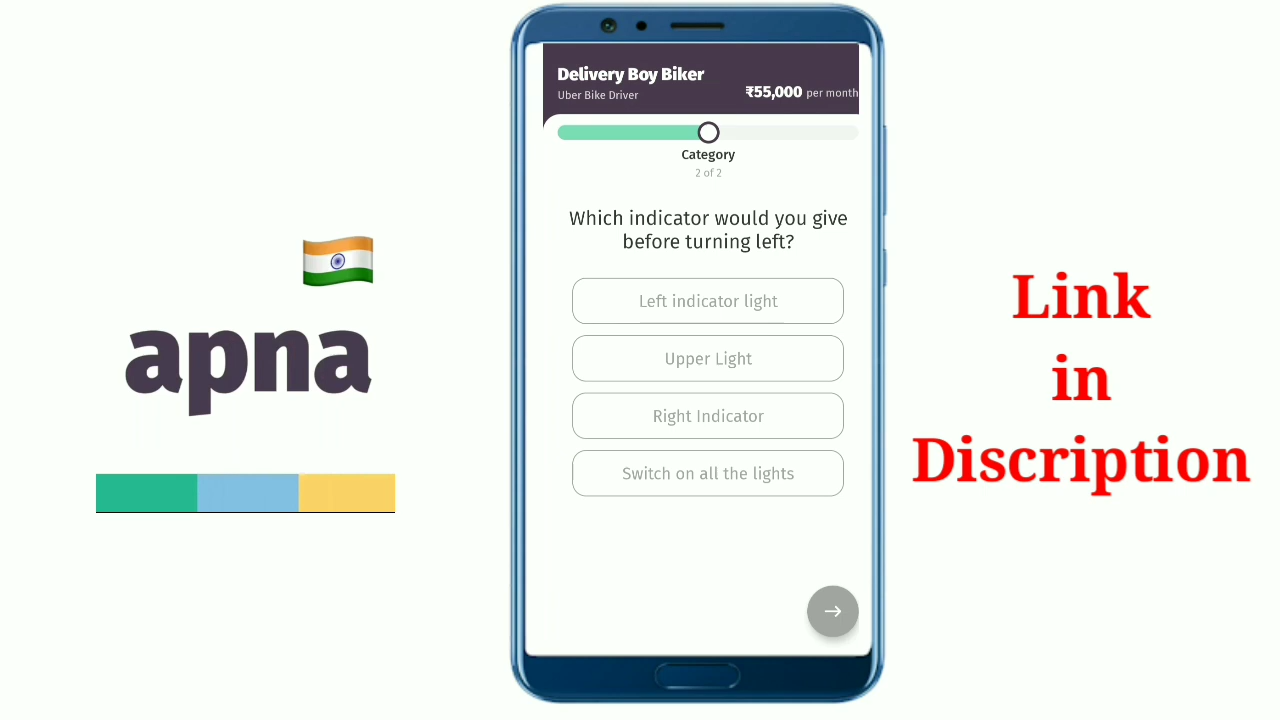 apna
Delivery Boy Biker
Uber Bike Driver
₹55,000 per month
Category
2 of 2
Which indicator would you give
before turning left?
Left indicator light
Upper Light
Right Indicator
Switch on all the lights
Link
in
Discription